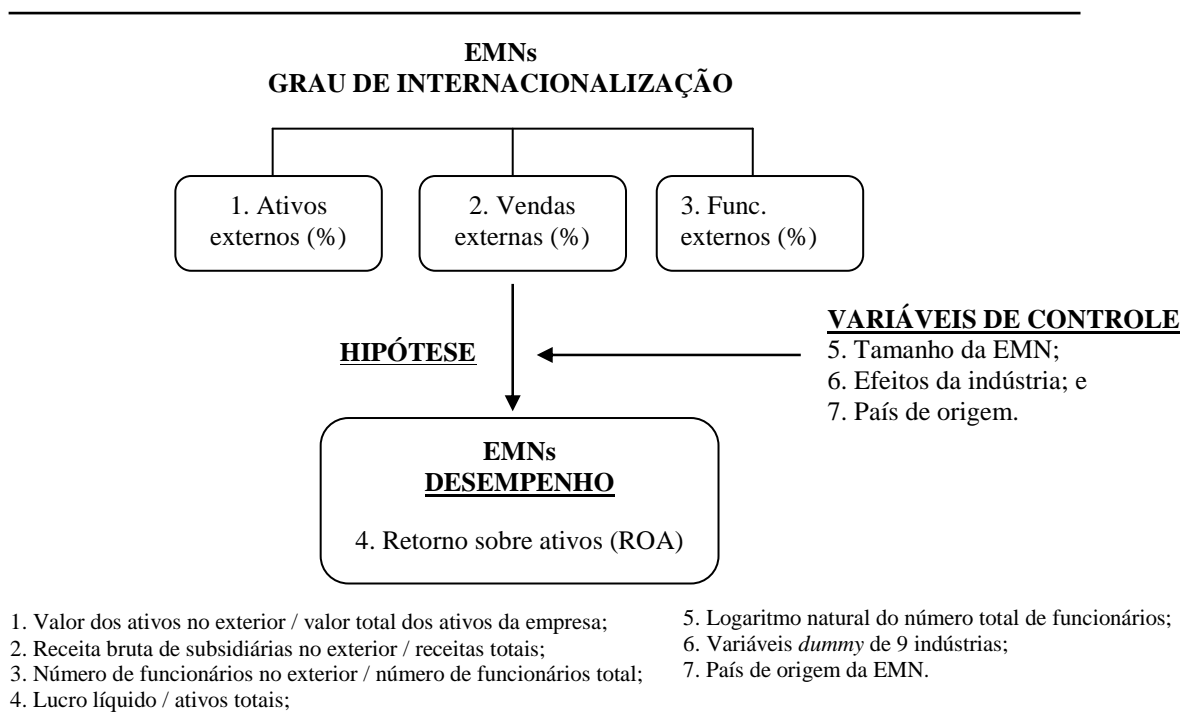 EMNs
GRAU DE INTERNACIONALIZAÇÃO
1. Ativos
externos (%)
2. Vendas
externas (%)
3. Func.
externos (%)
HIPÓTESE
VARIÁVEIS DE CONTROLE
5. Tamanho da EMN;
6. Efeitos da indústria; e
7. País de origem.
EMNs
DESEMPENHO
4. Retorno sobre ativos (ROA)
1. Valor dos ativos no exterior / valor total dos ativos da empresa;
2. Receita bruta de subsidiárias no exterior / receitas totais;
3. Número de funcionários no exterior / número de funcionários total;
4. Lucro líquido / ativos totais;
5. Logaritmo natural do número total de funcionários;
6. Variáveis dummy de 9 indústrias;
7. País de origem da EMN.